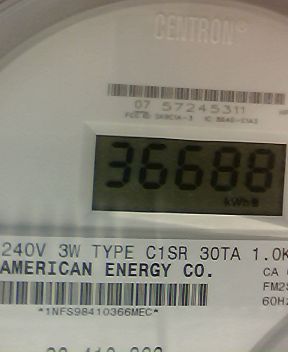 CENTRON®
07 57245311
36688
kWh
240V 3W TYPE C1SR 30TA 1.0K
AMERICAN ENERGY CO.
CA
FM2S
60Hz
*1NFS98410366MEC*